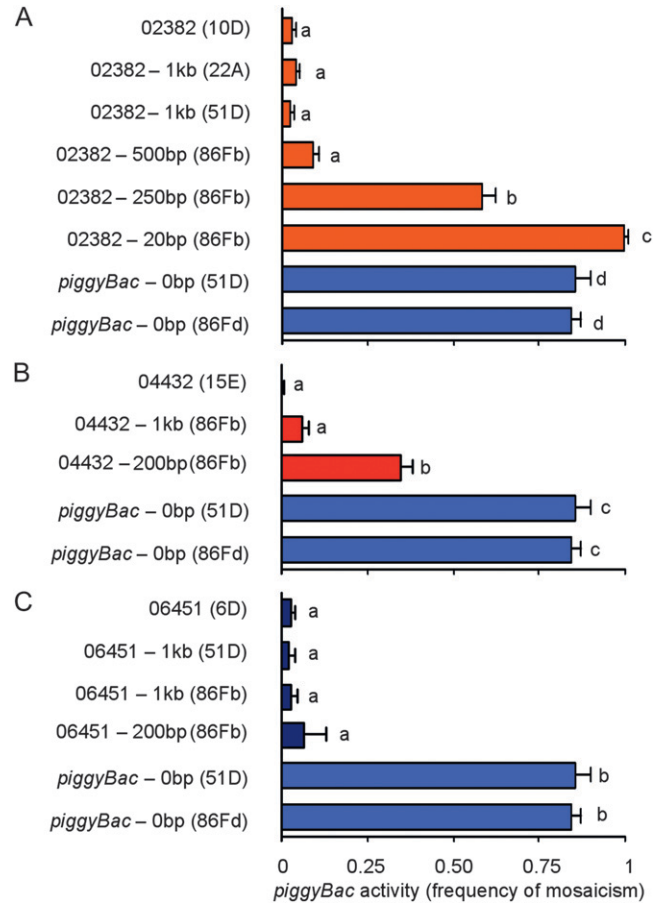 A
02382 (10D) a
02382 – 1kb (22A) a
02382 – 1kb (51D) a
02382 – 500bp (86Fb) a
02382 – 250bp (86Fb) b
02382 – 20bp (86Fb) c
piggyBac – 0bp (51D) d
piggyBac – 0bp (86Fd) d
B
04432 (15E) a
04432 – 1kb (86Fb) a
04432 – 200bp (86Fb) b
piggyBac – 0bp (51D) c
piggyBac – 0bp (86Fd) c
C
06451 (6D) a
06451 – 1kb (51D) a
06451 – 1kb (86Fb) a
06451 – 200bp (86Fb) a
piggyBac – 0bp (51D) b
piggyBac – 0bp (86Fd) b
0 0.25 0.50 0.75 1
piggyBac activity (frequency of mosaicism)